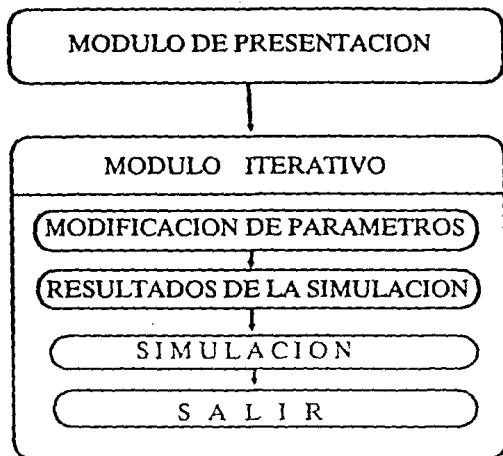 MODULO DE PRESENTACION
MODULO ITERATIVO
MODIFICACION DE PARAMETROS
RESULTADOS DE LA SIMULACION
SIMULACION
SALIR